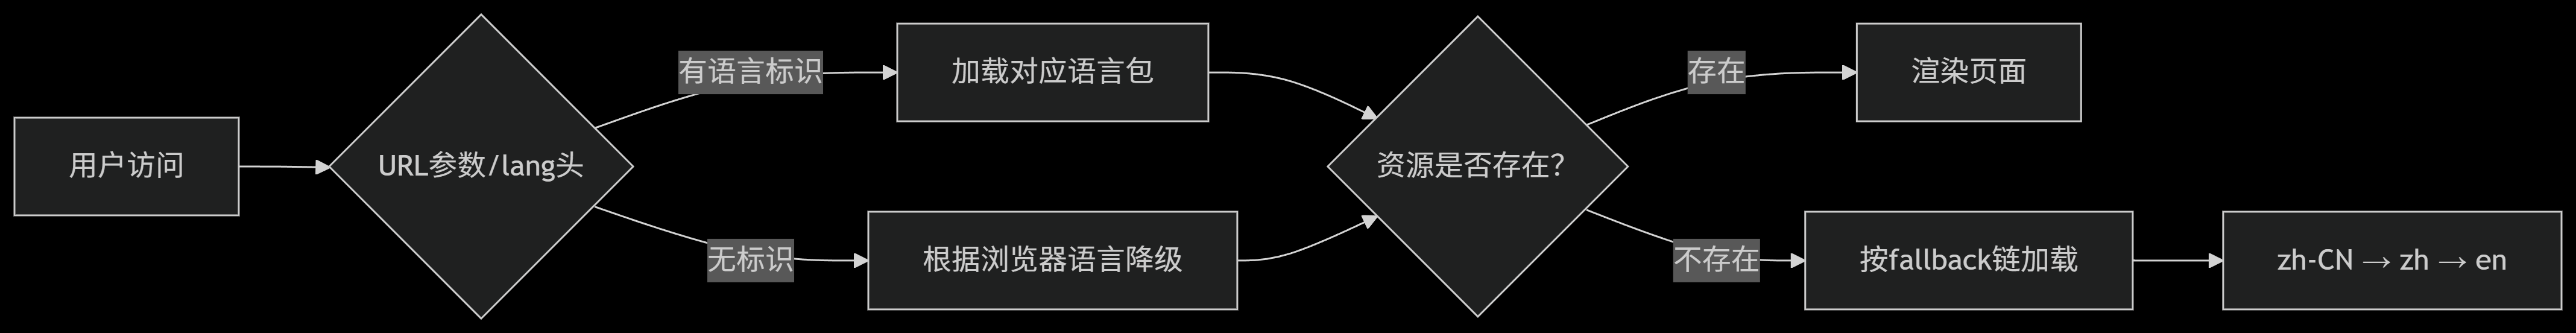 用户访问
URL参数/lang头
有语言标识
无标识
加载对应语言包
根据浏览器语言降级
资源是否存在?
存在
不存在
渲染页面
按fallback链加载
zh-CN → zh → en